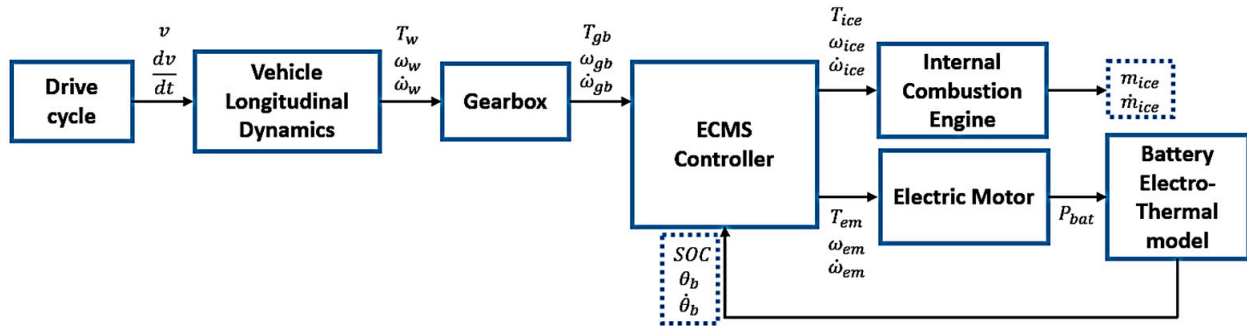 Drive
cycle
v
dv
dt
Vehicle
Longitudinal
Dynamics
T_w
ω_w
ω̇_w
Gearbox
T_gb
ω_gb
ω̇_gb
ECMS
Controller
T_ice
ω_ice
ω̇_ice
Internal
Combustion
Engine
m_ice
ṁ_ice
T_em
ω_em
ω̇_em
Electric Motor
P_bat
Battery
Electro-
Thermal
model
SOC
θ_b
θ̇_b